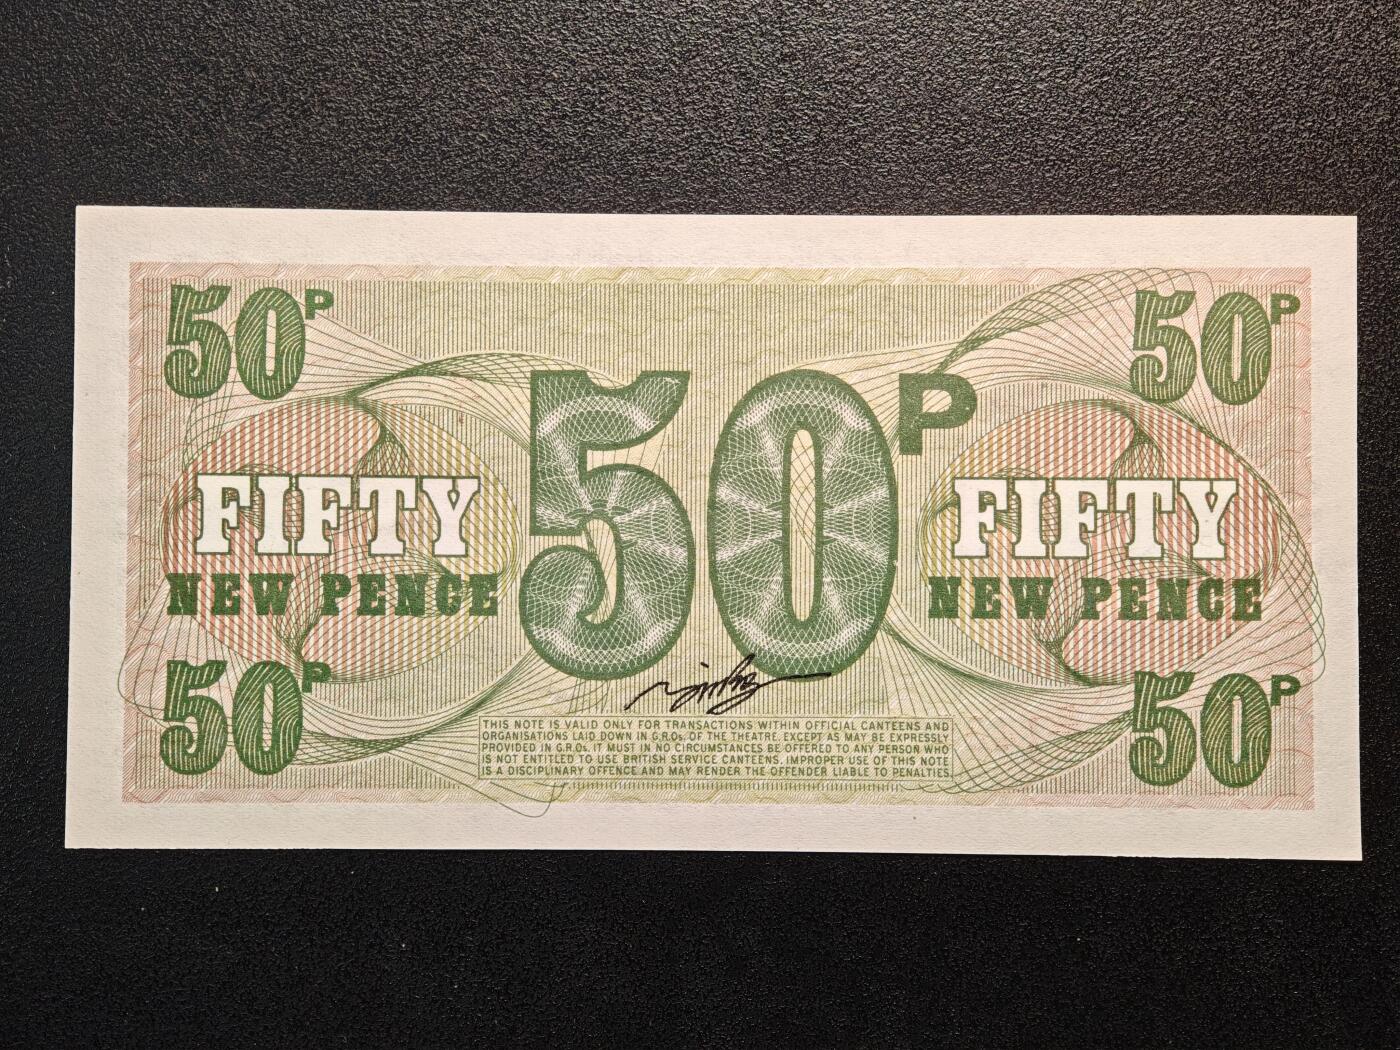 50P 50P
50P
FIFTY FIFTY
NEW PENCE NEW PENCE
50P 50P
THIS NOTE IS VALID ONLY FOR TRANSACTIONS WITHIN OFFICIAL CANTEENS AND
ORGANISATIONS LAID DOWN IN G.R.Os. OF THE THEATRE. EXCEPT AS MAY BE EXPRESSLY
PROVIDED IN G.R.Os. IT MUST IN NO CIRCUMSTANCES BE OFFERED TO ANY PERSON WHO
IS NOT ENTITLED TO USE BRITISH SERVICE CANTEENS. IMPROPER USE OF THIS NOTE
IS A DISCIPLINARY OFFENCE AND MAY RENDER THE OFFENDER LIABLE TO PENALTIES.